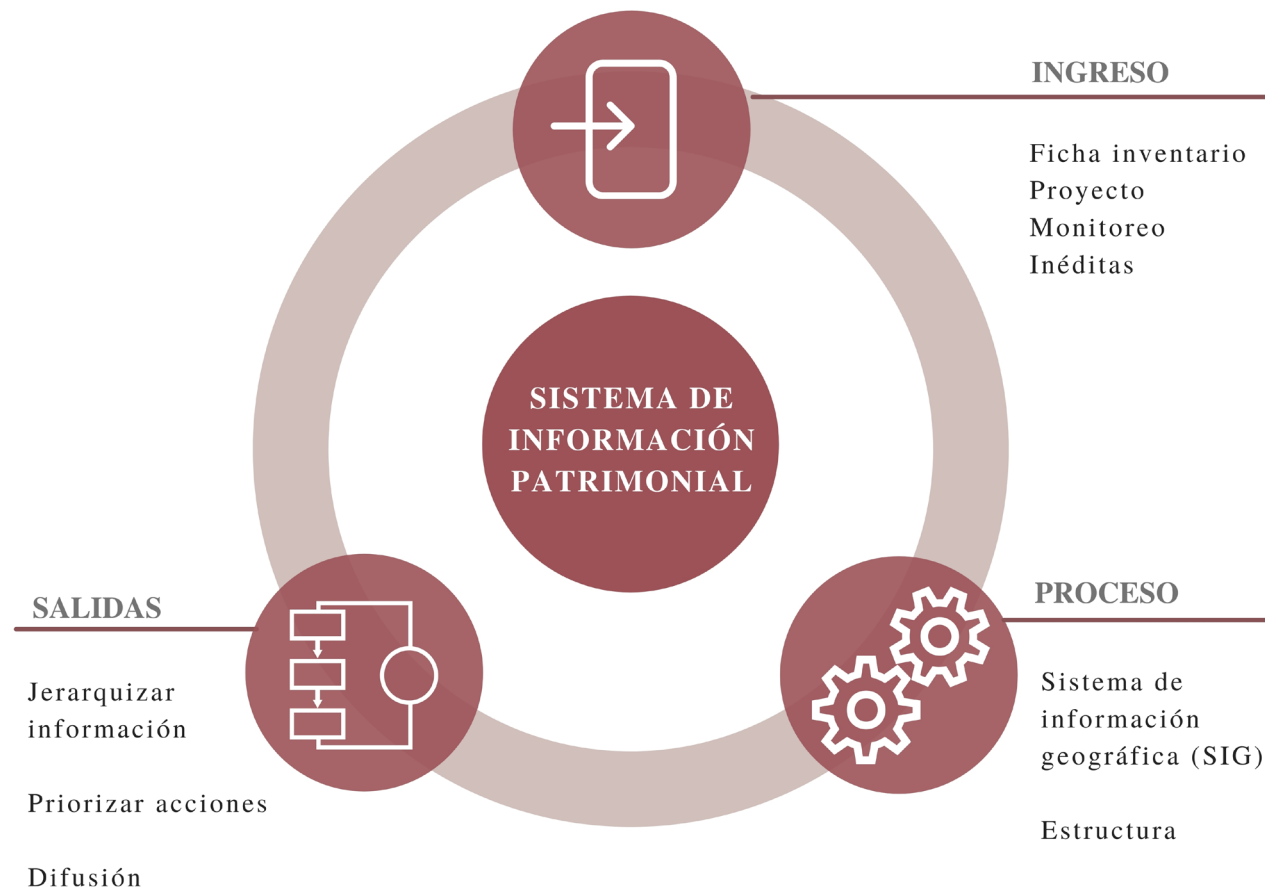 INGRESO
Ficha inventario
Proyecto
Monitoreo
Inéditas
SISTEMA DE
INFORMACIÓN
PATRIMONIAL
PROCESO
Sistema de
información
geográfica (SIG)
Estructura
SALIDAS
Jerarquizar
información
Priorizar acciones
Difusión